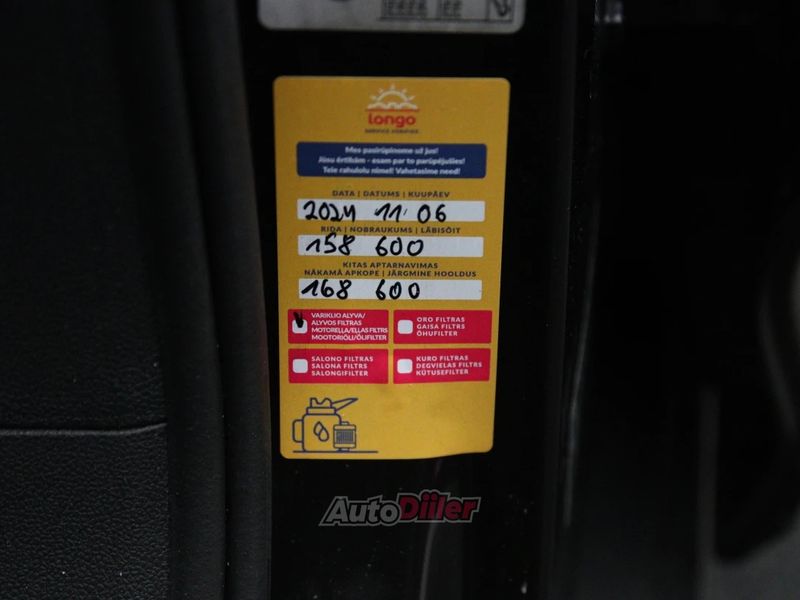 longo
Mes pasirūpinome už jus!
Jūsu ērtībām - esam par to parūpējušies!
Teie rahulolu nimel! Vahetasime need!
DATA | DATUMS | KUUPÄEV
2024 11 06
RIDA | NOBRAUKUMS | LÄBISÕIT
158 600
KITAS APTARNAVIMAS
NĀKAMĀ APKOPE | JÄRGMINE HOOLDUS
168 600
VARIKLIO ALYVA/
ALYVOS FILTRAS
MOTOREĻĻA/EĻĻAS FILTRS
MOOTORIÕLI/ÕLIFILTER
ORO FILTRAS
GAISA FILTRS
ÕHUFILTER
SALONO FILTRAS
SALONA FILTRS
SALONGIFILTER
KURO FILTRAS
DEGVIELAS FILTRS
KÜTUSEFILTER
AutoDiiler